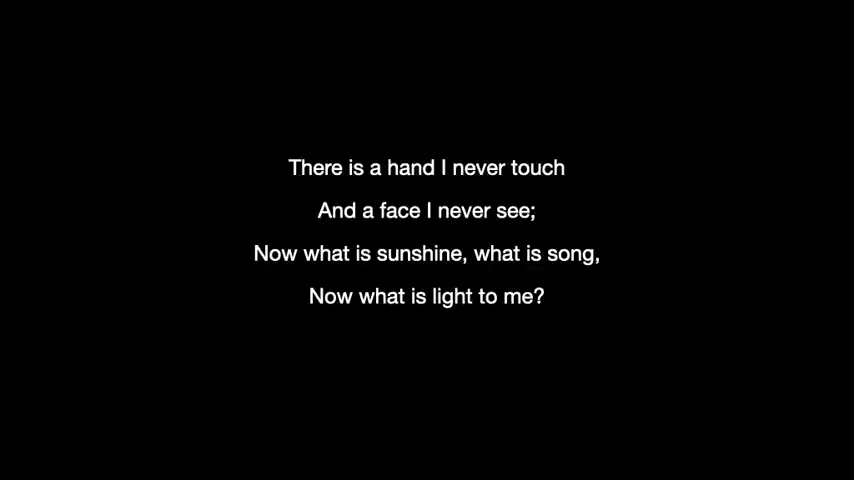 There is a hand I never touch
And a face I never see;
Now what is sunshine, what is song,
Now what is light to me?